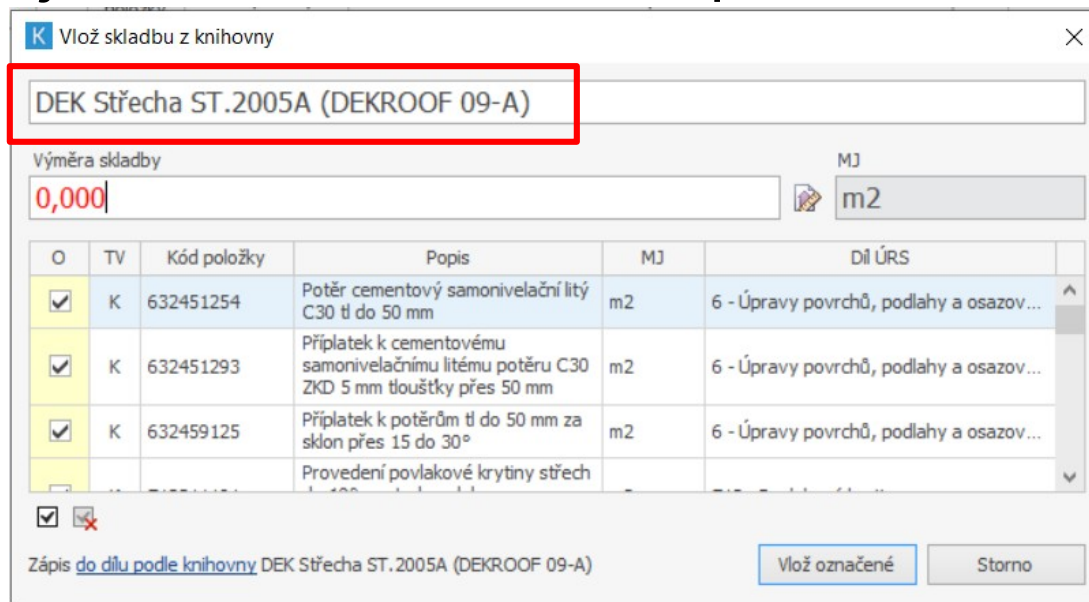 K Vlož skladbu z knihovny
DEK Střecha ST.2005A (DEKROOF 09-A)
Výměra skladby MJ
0,000 m2
O TV Kód položky Popis MJ Díl ÚRS
K 632451254 Potěr cementový samonivelační litý m2 6 - Úpravy povrchů, podlahy a osazov...
C30 tl do 50 mm
Příplatek k cementovému
K 632451293 samonivelačnímu litému potěru C30 m2 6 - Úpravy povrchů, podlahy a osazov...
ZKD 5 mm tloušťky přes 50 mm
K 632459125 Příplatek k potěrům tl do 50 mm za m2 6 - Úpravy povrchů, podlahy a osazov...
sklon přes 15 do 30°
Provedení povlakové krytiny střech
Zápis do dílu podle knihovny DEK Střecha ST.2005A (DEKROOF 09-A) Vlož označené Storno